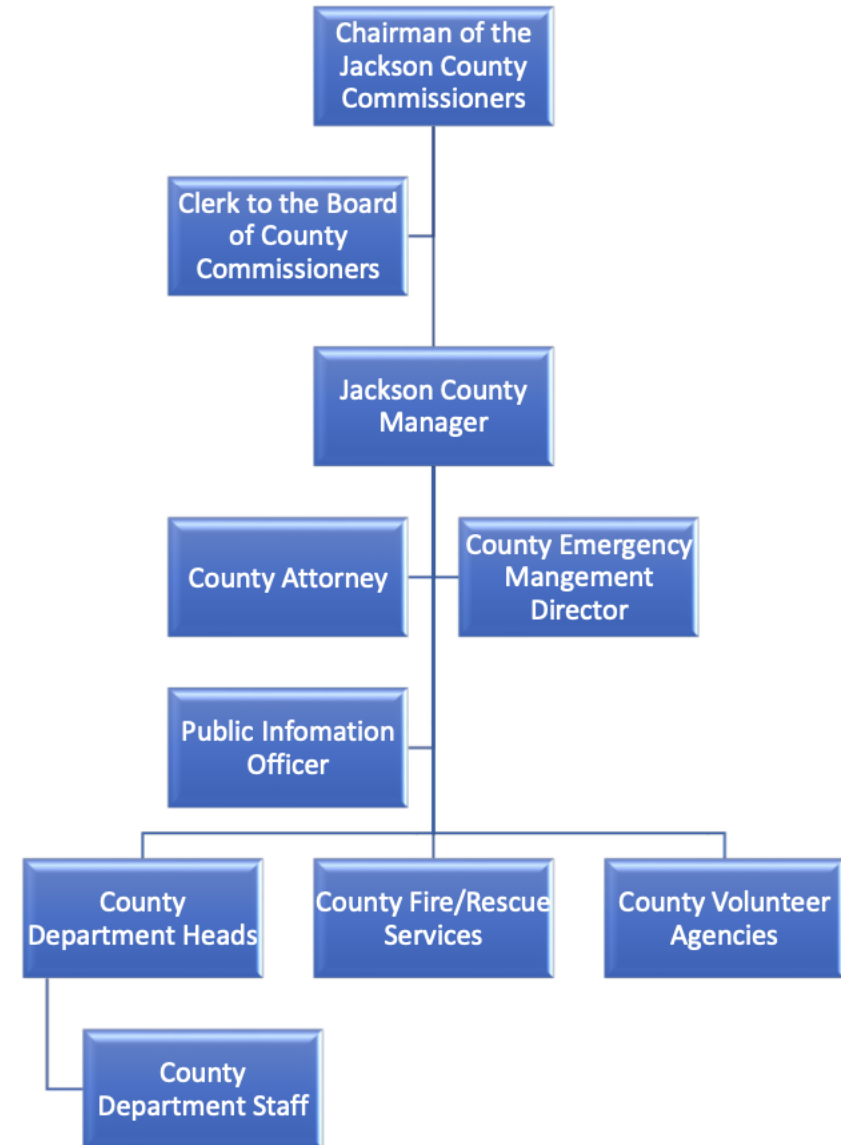 Chairman of the
Jackson County
Commissioners
Clerk to the Board
of County
Commissioners
Jackson County
Manager
County Attorney
County Emergency
Mangement
Director
Public Infomation
Officer
County
Department Heads
County Fire/Rescue
Services
County Volunteer
Agencies
County
Department Staff